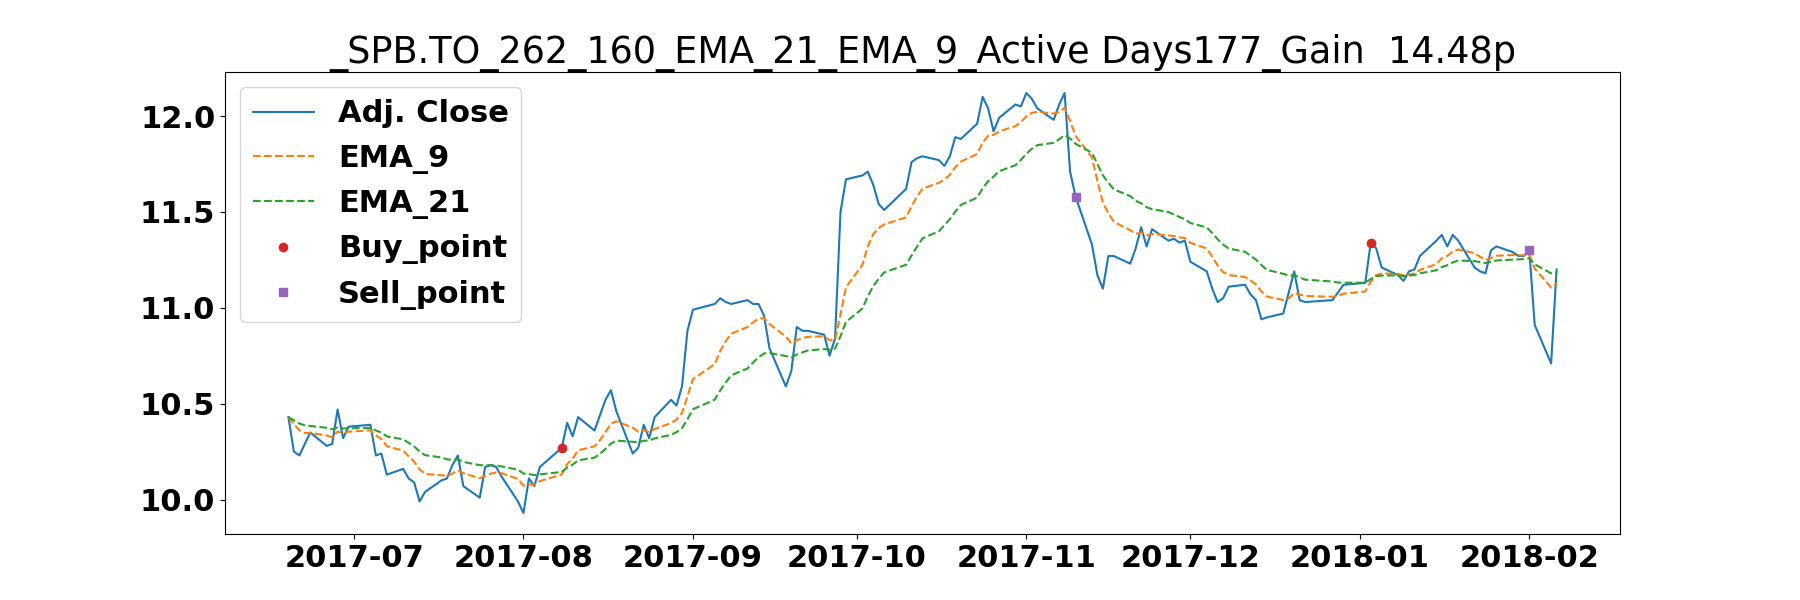 _SPB.TO_262_160_EMA_21_EMA_9_Active Days177_Gain  14.48p
Adj. Close
EMA_9
EMA_21
Buy_point
Sell_point
12.0
11.5
11.0
10.5
10.0
2017-07 2017-08 2017-09 2017-10 2017-11 2017-12 2018-01 2018-02